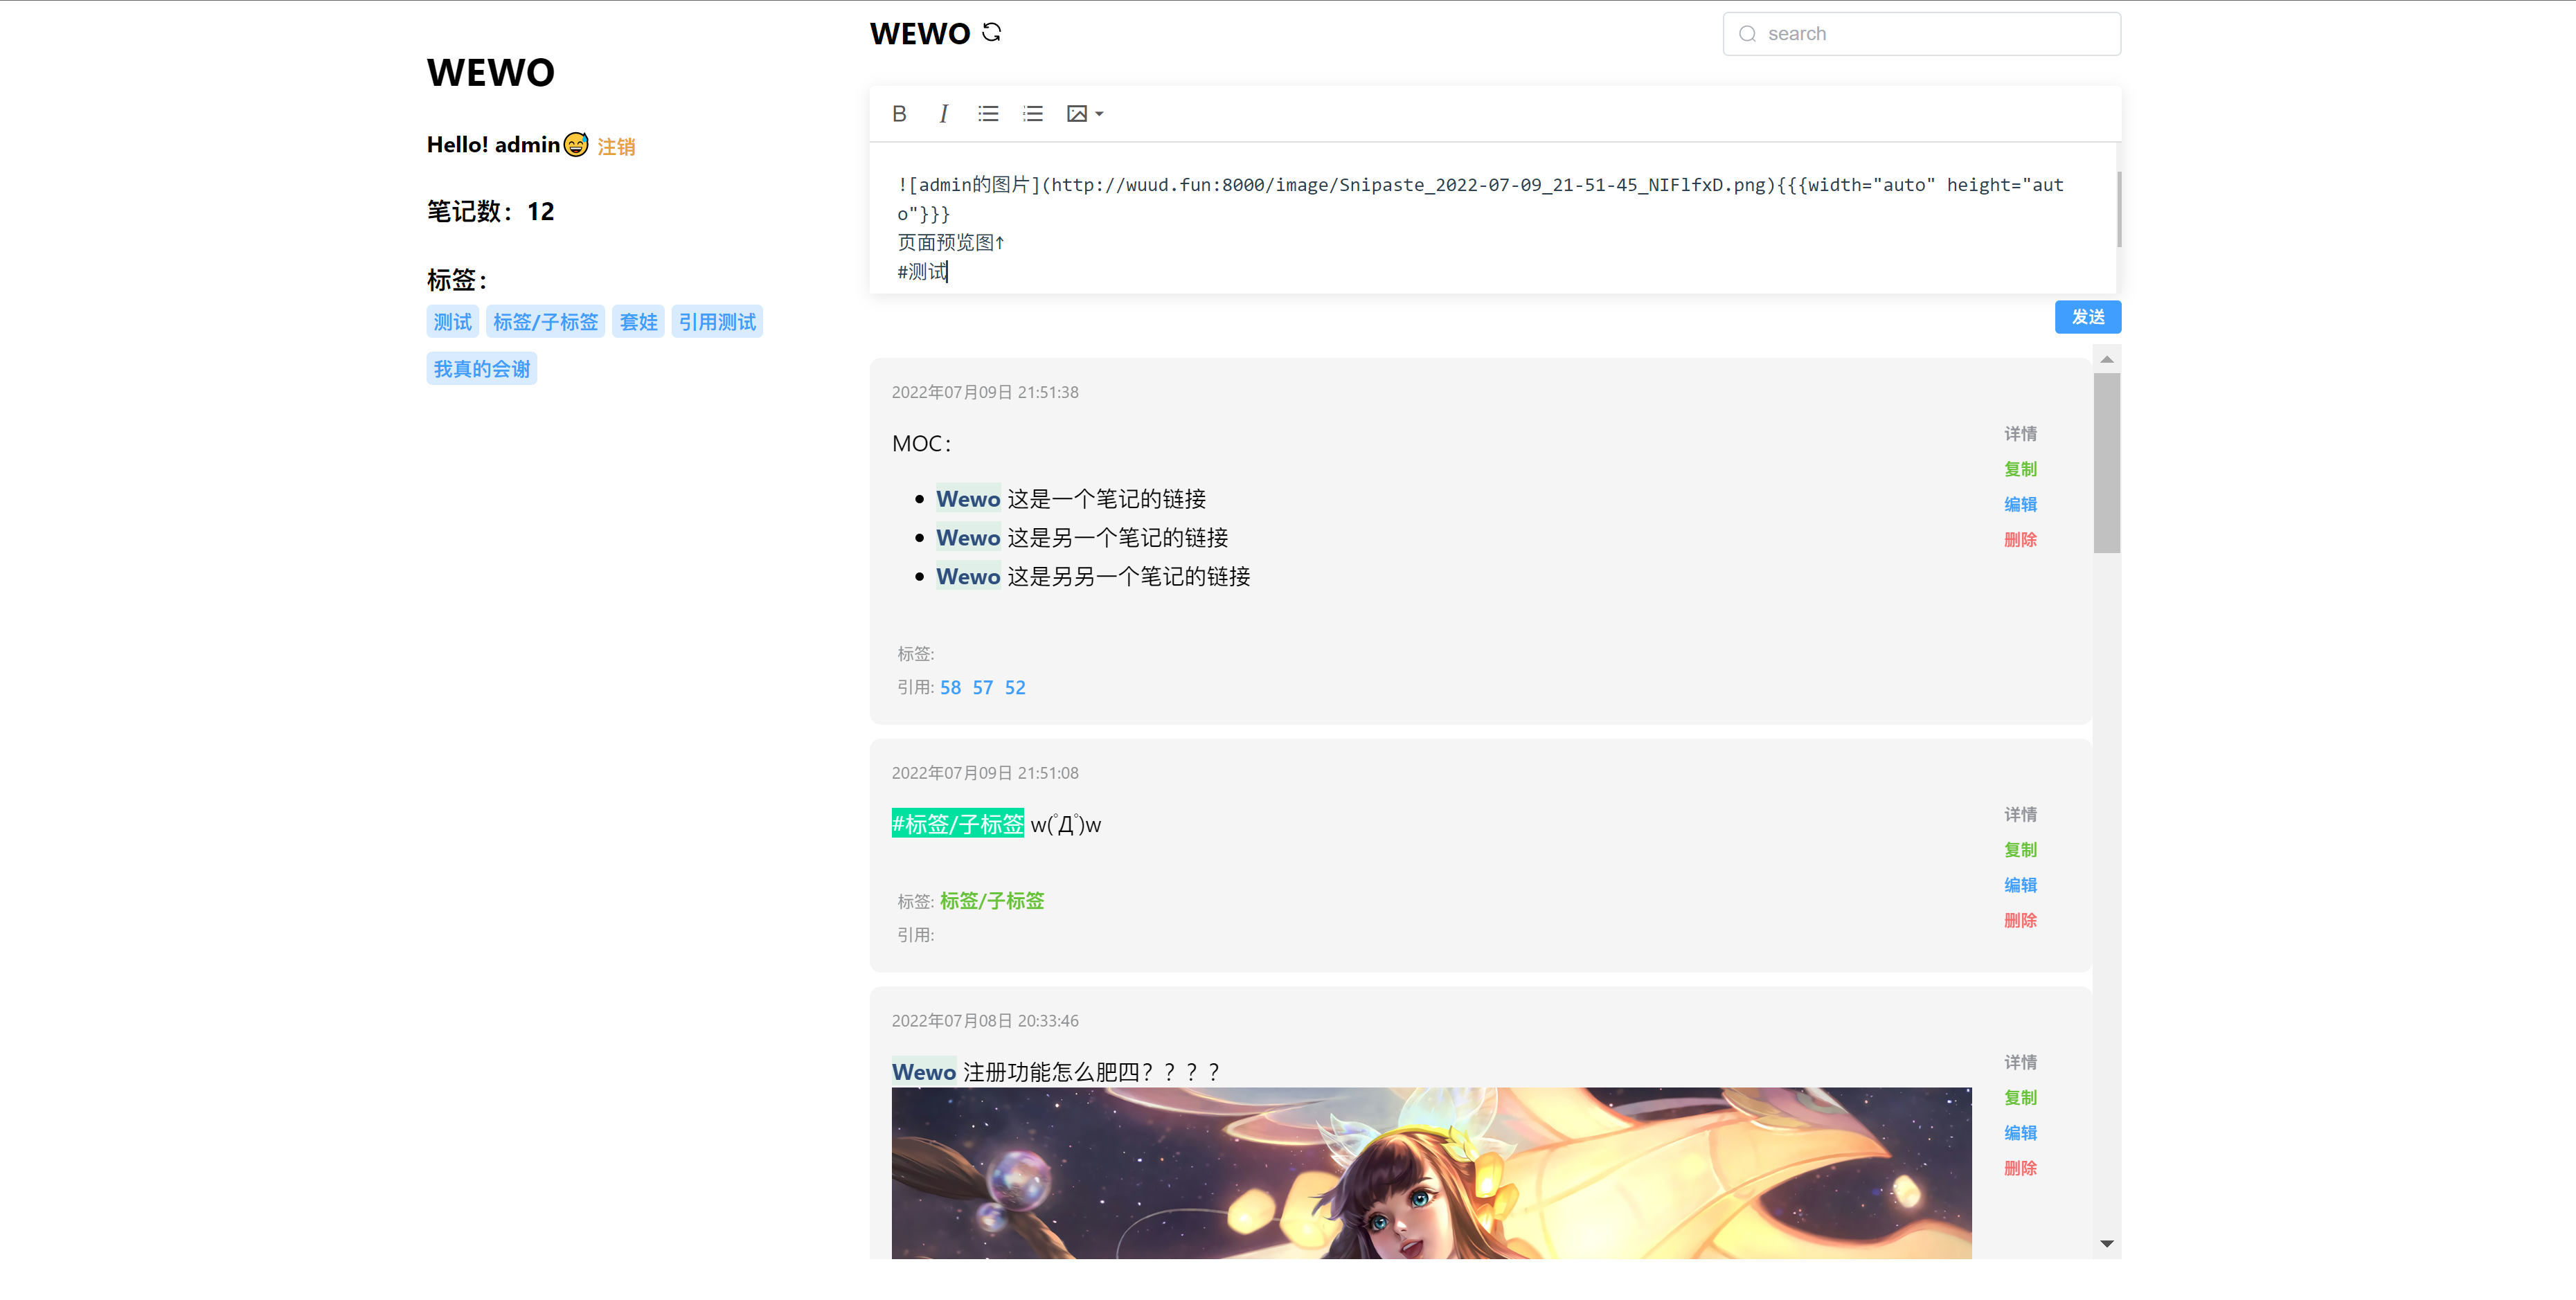 WEWO
Hello! admin😅 注销
笔记数：12
标签：
测试 标签/子标签 套娃 引用测试
我真的会谢
WEWO
search
B I
![admin的图片](http://wuud.fun:8000/image/Snipaste_2022-07-09_21-51-45_NIFlfxD.png){{{width="auto" height="aut
o"}}}
页面预览图↑
#测试
发送
2022年07月09日 21:51:38
MOC：
Wewo 这是一个笔记的链接
Wewo 这是另一个笔记的链接
Wewo 这是另另一个笔记的链接
标签:
引用: 58 57 52
详情
复制
编辑
删除
2022年07月09日 21:51:08
#标签/子标签 w(ﾟДﾟ)w
标签: 标签/子标签
引用:
详情
复制
编辑
删除
2022年07月08日 20:33:46
Wewo 注册功能怎么肥四？？？？
详情
复制
编辑
删除